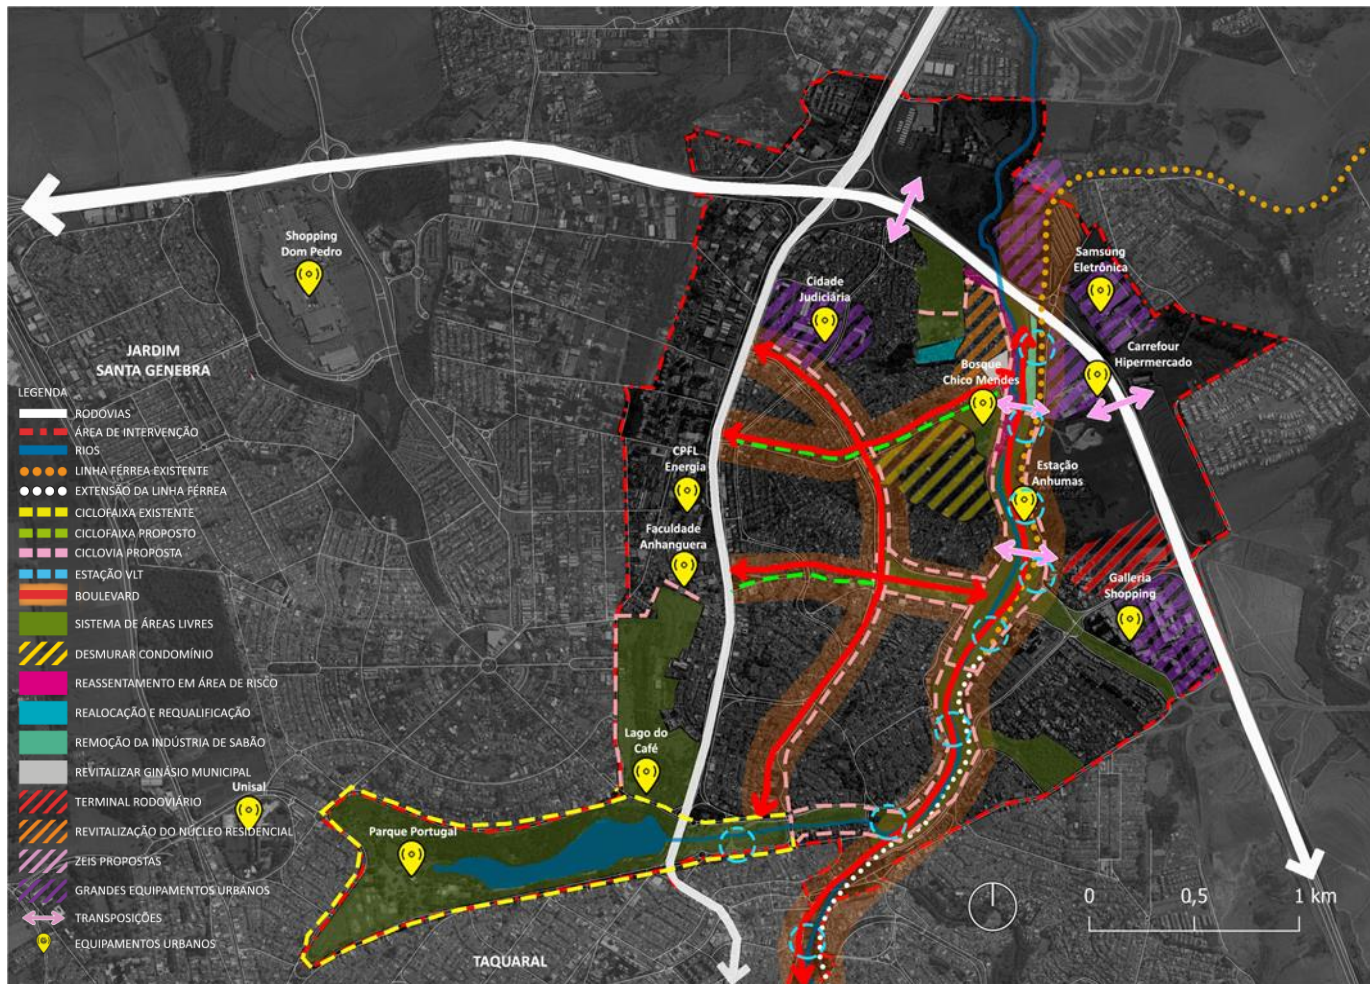 Shopping
Dom Pedro
Cidade
Judiciária
Samsung
Eletrônica
Carrefour
Hipermercado
JARDIM
SANTA GENEBRA
Bosque
Chico Mendes
CPFL
Energia
Estação
Anhumas
Faculdade
Anhanguera
Galleria
Shopping
Lago do
Café
Unisal
Parque Portugal
TAQUARAL
LEGENDA
RODOVIAS
ÁREA DE INTERVENÇÃO
RIOS
LINHA FÉRREA EXISTENTE
EXTENSÃO DA LINHA FÉRREA
CICLOFAIXA EXISTENTE
CICLOFAIXA PROPOSTO
CICLOVIA PROPOSTA
ESTAÇÃO VLT
BOULEVARD
SISTEMA DE ÁREAS LIVRES
DESMURAR CONDOMÍNIO
REASSENTAMENTO EM ÁREA DE RISCO
REALOCAÇÃO E REQUALIFICAÇÃO
REMOÇÃO DA INDÚSTRIA DE SABÃO
REVITALIZAR GINÁSIO MUNICIPAL
TERMINAL RODOVIÁRIO
REVITALIZAÇÃO DO NÚCLEO RESIDENCIAL
ZEIS PROPOSTAS
GRANDES EQUIPAMENTOS URBANOS
TRANSPOSIÇÕES
EQUIPAMENTOS URBANOS
0 0,5 1 km